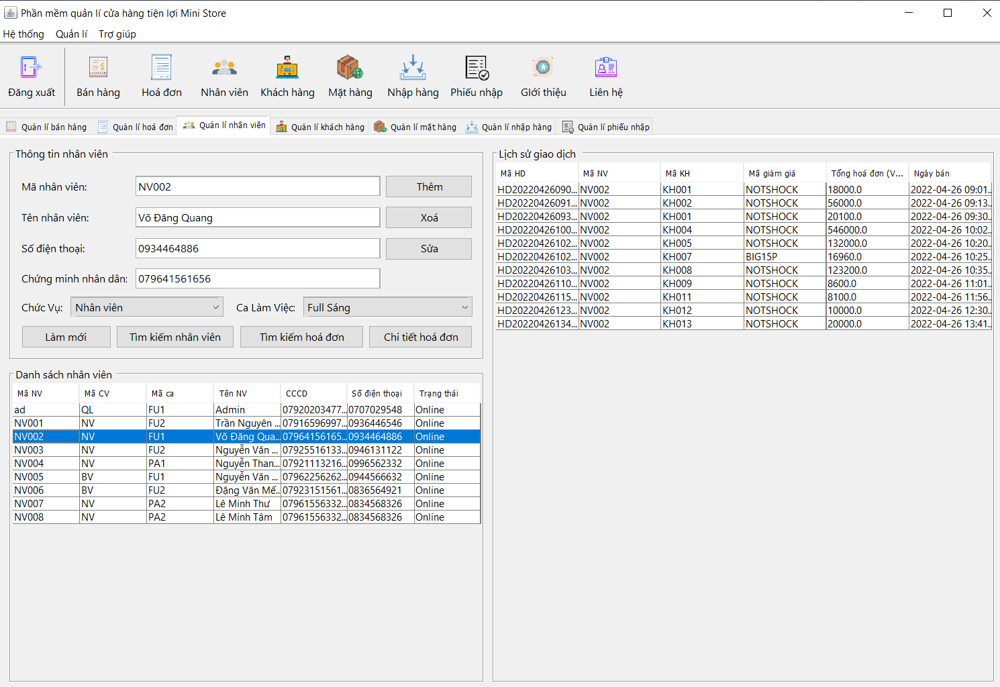 Phần mềm quản lí cửa hàng tiện lợi Mini Store
Hệ thống Quản lí Trợ giúp
Đăng xuất Bán hàng Hoá đơn Nhân viên Khách hàng Mặt hàng Nhập hàng Phiếu nhập Giới thiệu Liên hệ
Quản lí bán hàng Quản lí hoá đơn Quản lí nhân viên Quản lí khách hàng Quản lí mặt hàng Quản lí nhập hàng Quản lí phiếu nhập
Thông tin nhân viên
Mã nhân viên: NV002 Thêm
Tên nhân viên: Võ Đăng Quang Xoá
Số điện thoại: 0934464886 Sửa
Chứng minh nhân dân: 079641561656
Chức Vụ: Nhân viên Ca Làm Việc: Full Sáng
Làm mới Tìm kiếm nhân viên Tìm kiếm hoá đơn Chi tiết hoá đơn
Danh sách nhân viên
Mã NV Mã CV Mã ca Tên NV CCCD Số điện thoại Trạng thái
ad QL FU1 Admin 07920203477... 0707029548 Online
NV001 NV FU2 Trần Nguyên ... 07916596997... 0936446546 Online
NV002 NV FU1 Võ Đăng Qua... 07964156165... 0934464886 Online
NV003 NV FU2 Nguyễn Văn ... 07925516133... 0946131122 Online
NV004 NV PA1 Nguyễn Than... 07921113216... 0996562332 Online
NV005 BV FU1 Nguyễn Văn ... 07962256262... 0944566632 Online
NV006 BV FU2 Đặng Văn Mế... 07923151561... 0836564921 Online
NV007 NV PA2 Lê Minh Thư 07961556332... 0834568326 Online
NV008 NV PA2 Lê Minh Tâm 07961556332... 0834568326 Online
Lịch sử giao dịch
Mã HD Mã NV Mã KH Mã giảm giá Tổng hoá đơn (V... Ngày bán
HD20220426090... NV002 KH001 NOTSHOCK 18000.0 2022-04-26 09:01...
HD20220426091... NV002 KH002 NOTSHOCK 56000.0 2022-04-26 09:13...
HD20220426093... NV002 KH001 NOTSHOCK 20100.0 2022-04-26 09:30...
HD20220426100... NV002 KH004 NOTSHOCK 546000.0 2022-04-26 10:02...
HD20220426102... NV002 KH005 NOTSHOCK 132000.0 2022-04-26 10:20...
HD20220426102... NV002 KH007 BIG15P 16960.0 2022-04-26 10:25...
HD20220426103... NV002 KH008 NOTSHOCK 123200.0 2022-04-26 10:35...
HD20220426110... NV002 KH009 NOTSHOCK 8600.0 2022-04-26 11:01...
HD20220426115... NV002 KH011 NOTSHOCK 8100.0 2022-04-26 11:56...
HD20220426123... NV002 KH012 NOTSHOCK 10000.0 2022-04-26 12:30...
HD20220426134... NV002 KH013 NOTSHOCK 20000.0 2022-04-26 13:41...